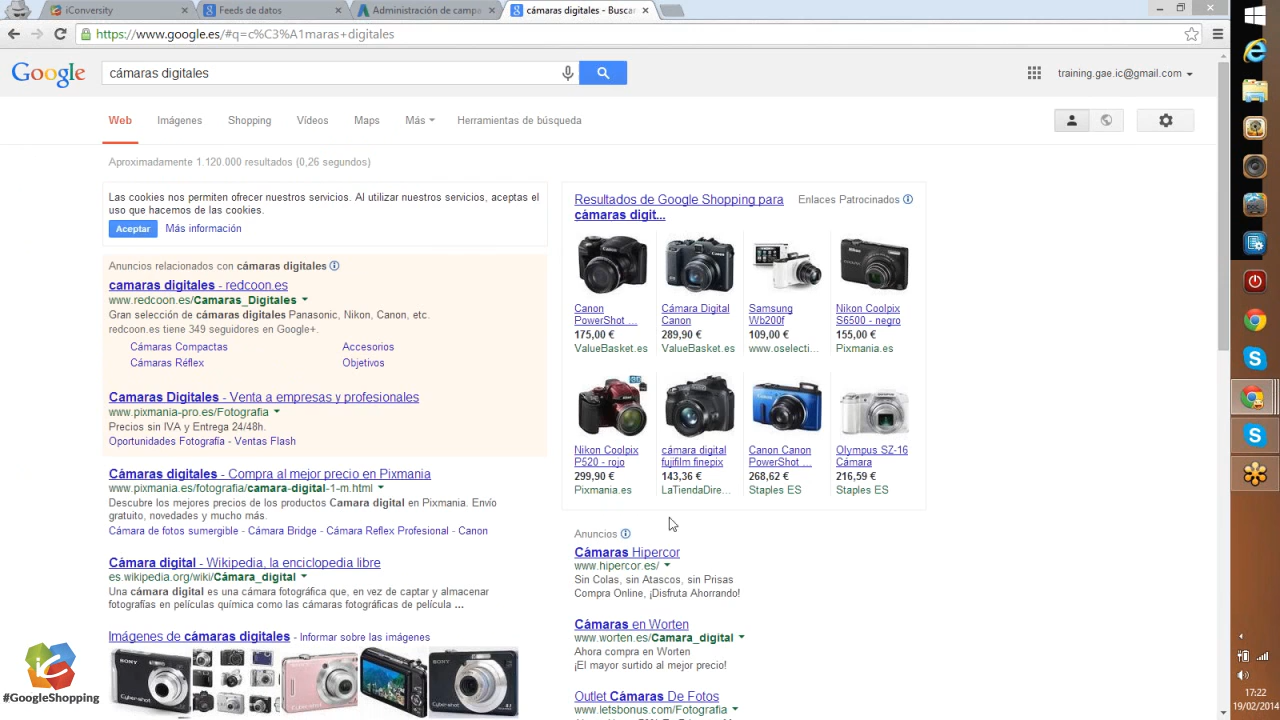 iConversity
Feeds de datos
Administración de campa
cámaras digitales - Buscar
https://www.google.es/#q=c%C3%A1maras+digitales
Google
cámaras digitales
training.gae.ic@gmail.com
Web
Imágenes
Shopping
Vídeos
Maps
Más
Herramientas de búsqueda
Aproximadamente 1.120.000 resultados (0,26 segundos)
Las cookies nos permiten ofrecer nuestros servicios. Al utilizar nuestros servicios, aceptas el
uso que hacemos de las cookies.
Aceptar
Más información
Anuncios relacionados con cámaras digitales
camaras digitales - redcoon.es
www.redcoon.es/Camaras_Digitales
Gran selección de cámaras digitales Panasonic, Nikon, Canon, etc.
redcoon.es tiene 349 seguidores en Google+.
Cámaras Compactas
Accesorios
Cámaras Réflex
Objetivos
Camaras Digitales - Venta a empresas y profesionales
www.pixmania-pro.es/Fotografia
Precios sin IVA y Entrega 24/48h.
Oportunidades Fotografía - Ventas Flash
Cámaras digitales - Compra al mejor precio en Pixmania
www.pixmania.es/fotografia/camara-digital-1-m.html
Descubre los mejores precios de los productos Camara digital en Pixmania. Envío
gratuito, novedades y mucho más.
Cámara de fotos sumergible - Cámara Bridge - Cámara Reflex Profesional - Canon
Cámara digital - Wikipedia, la enciclopedia libre
es.wikipedia.org/wiki/Cámara_digital
Una cámara digital es una cámara fotográfica que, en vez de captar y almacenar
fotografías en películas química como las cámaras fotográficas de película ...
Imágenes de cámaras digitales - Informar sobre las imágenes
SONY
Cyber-shot
SONY
SONY
Cyber-shot
Resultados de Google Shopping para
cámaras digit...
Enlaces Patrocinados
Canon
PowerShot ...
175,00 €
ValueBasket.es
Cámara Digital
Canon
289,90 €
ValueBasket.es
Samsung
Wb200f
109,00 €
www.oselecti...
Nikon Coolpix
S6500 - negro
155,00 €
Pixmania.es
Nikon Coolpix
P520 - rojo
299,90 €
Pixmania.es
cámara digital
fujifilm finepix
143,36 €
LaTiendaDire...
Canon Canon
PowerShot ...
268,62 €
Staples ES
Olympus SZ-16
Cámara
216,59 €
Staples ES
Anuncios
Cámaras Hipercor
www.hipercor.es/
Sin Colas, sin Atascos, sin Prisas
Compra Online, ¡Disfruta Ahorrando!
Cámaras en Worten
www.worten.es/Camara_digital
Ahora compra en Worten
¡El mayor surtido al mejor precio!
Outlet Cámaras De Fotos
www.letsbonus.com/Fotografia
#GoogleShopping
17:22
19/02/2014